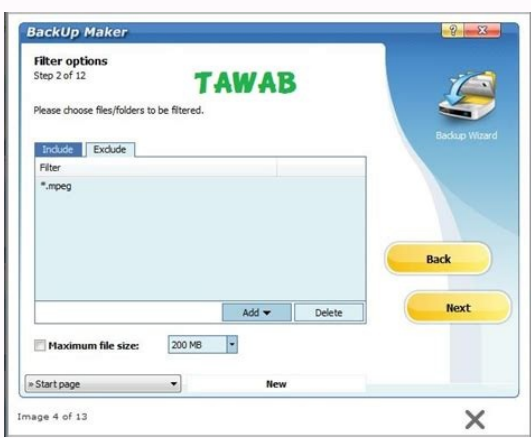 BackUp Maker
Filter options
Step 2 of 12
TAWAB
Please choose files/folders to be filtered.
Backup Wizard
Include Exclude
Filter
*.mpeg
Back
Next
Add Delete
Maximum file size: 200 MB
» Start page New
Image 4 of 13